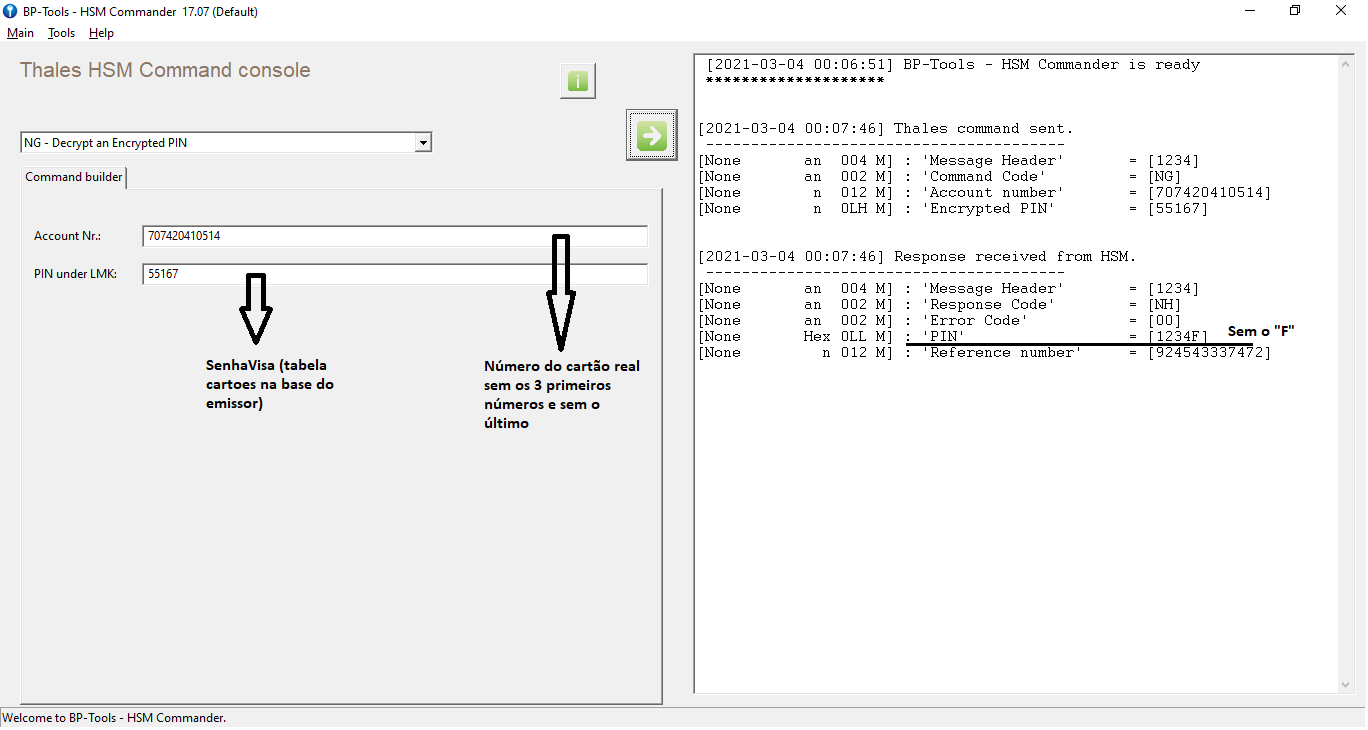 BP-Tools - HSM Commander 17.07 (Default)
Main Tools Help
Thales HSM Command console
i
NG - Decrypt an Encrypted PIN
Command builder
Account Nr.: 707420410514
PIN under LMK: 55167
SenhaVisa (tabela
cartoes na base do
emissor)
Número do cartão real
sem os 3 primeiros
números e sem o
último
[2021-03-04 00:06:51] BP-Tools - HSM Commander is ready
********************
[2021-03-04 00:07:46] Thales command sent.
----------------------------------------
[None an 004 M] : 'Message Header' = [1234]
[None an 002 M] : 'Command Code' = [NG]
[None n 012 M] : 'Account number' = [707420410514]
[None n 0LH M] : 'Encrypted PIN' = [55167]
[2021-03-04 00:07:46] Response received from HSM.
----------------------------------------
[None an 004 M] : 'Message Header' = [1234]
[None an 002 M] : 'Response Code' = [NH]
[None an 002 M] : 'Error Code' = [00]
[None Hex 0LL M] : 'PIN' = [1234F] Sem o "F"
[None n 012 M] : 'Reference number' = [924543337472]
Welcome to BP-Tools - HSM Commander.